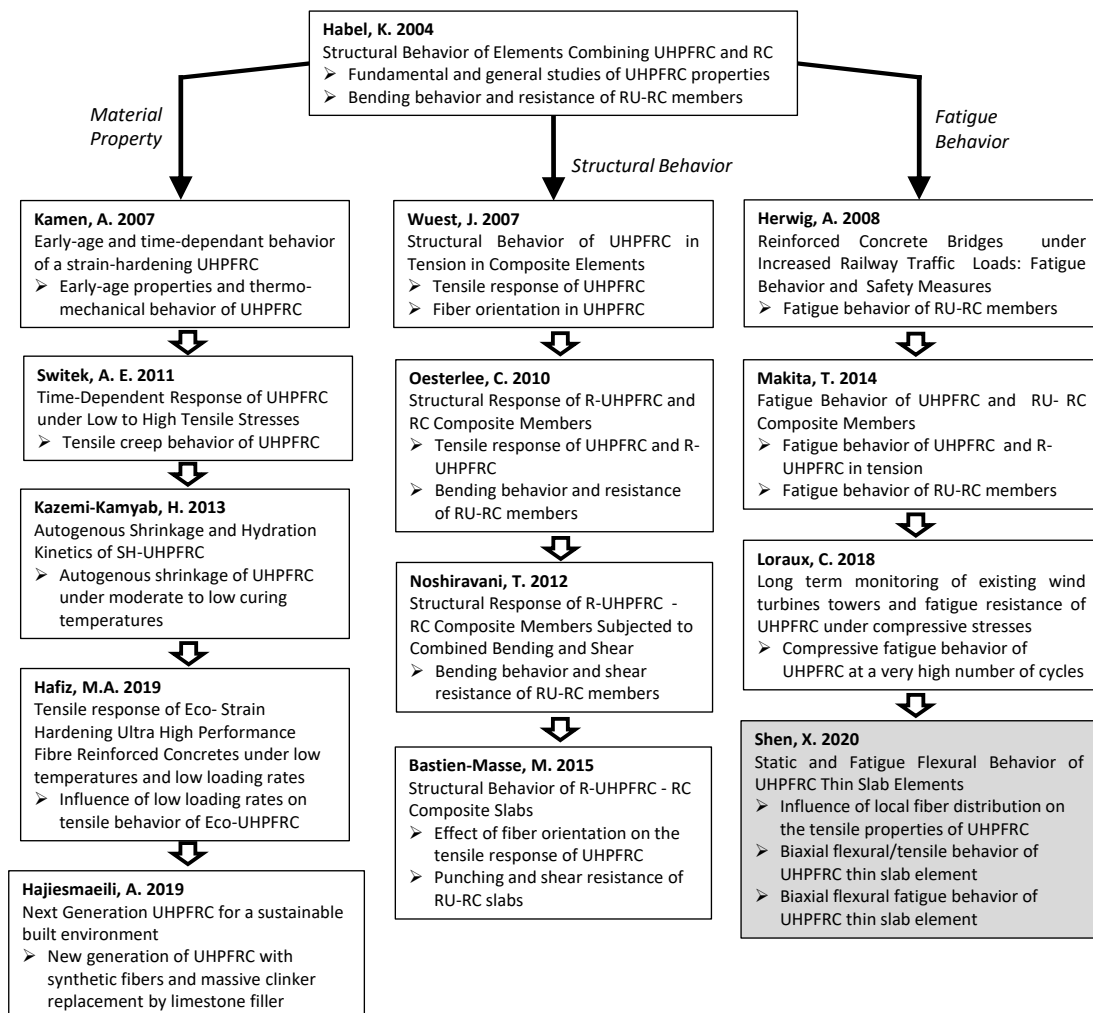 Habel, K. 2004
Structural Behavior of Elements Combining UHPFRC and RC
➢ Fundamental and general studies of UHPFRC properties
➢ Bending behavior and resistance of RU-RC members
Material
Property
Structural Behavior
Fatigue
Behavior
Kamen, A. 2007
Early-age and time-dependant behavior
of a strain-hardening UHPFRC
➢ Early-age properties and thermo-
mechanical behavior of UHPFRC
Switek, A. E. 2011
Time-Dependent Response of UHPFRC
under Low to High Tensile Stresses
➢ Tensile creep behavior of UHPFRC
Kazemi-Kamyab, H. 2013
Autogenous Shrinkage and Hydration
Kinetics of SH-UHPFRC
➢ Autogenous shrinkage of UHPFRC
under moderate to low curing
temperatures
Hafiz, M.A. 2019
Tensile response of Eco- Strain
Hardening Ultra High Performance
Fibre Reinforced Concretes under low
temperatures and low loading rates
➢ Influence of low loading rates on
tensile behavior of Eco-UHPFRC
Hajiesmaeili, A. 2019
Next Generation UHPFRC for a sustainable
built environment
➢ New generation of UHPFRC with
synthetic fibers and massive clinker
replacement by limestone filler
Wuest, J. 2007
Structural Behavior of UHPFRC in
Tension in Composite Elements
➢ Tensile response of UHPFRC
➢ Fiber orientation in UHPFRC
Oesterlee, C. 2010
Structural Response of R-UHPFRC and
RC Composite Members
➢ Tensile response of UHPFRC and R-
UHPFRC
➢ Bending behavior and resistance
of RU-RC members
Noshiravani, T. 2012
Structural Response of R-UHPFRC -
RC Composite Members Subjected to
Combined Bending and Shear
➢ Bending behavior and shear
resistance of RU-RC members
Bastien-Masse, M. 2015
Structural Behavior of R-UHPFRC - RC
Composite Slabs
➢ Effect of fiber orientation on the
tensile response of UHPFRC
➢ Punching and shear resistance of
RU-RC slabs
Herwig, A. 2008
Reinforced Concrete Bridges under
Increased Railway Traffic Loads: Fatigue
Behavior and Safety Measures
➢ Fatigue behavior of RU-RC members
Makita, T. 2014
Fatigue Behavior of UHPFRC and RU- RC
Composite Members
➢ Fatigue behavior of UHPFRC and R-
UHPFRC in tension
➢ Fatigue behavior of RU-RC members
Loraux, C. 2018
Long term monitoring of existing wind
turbines towers and fatigue resistance of
UHPFRC under compressive stresses
➢ Compressive fatigue behavior of
UHPFRC at a very high number of cycles
Shen, X. 2020
Static and Fatigue Flexural Behavior of
UHPFRC Thin Slab Elements
➢ Influence of local fiber distribution on
the tensile properties of UHPFRC
➢ Biaxial flexural/tensile behavior of
UHPFRC thin slab element
➢ Biaxial flexural fatigue behavior of
UHPFRC thin slab element